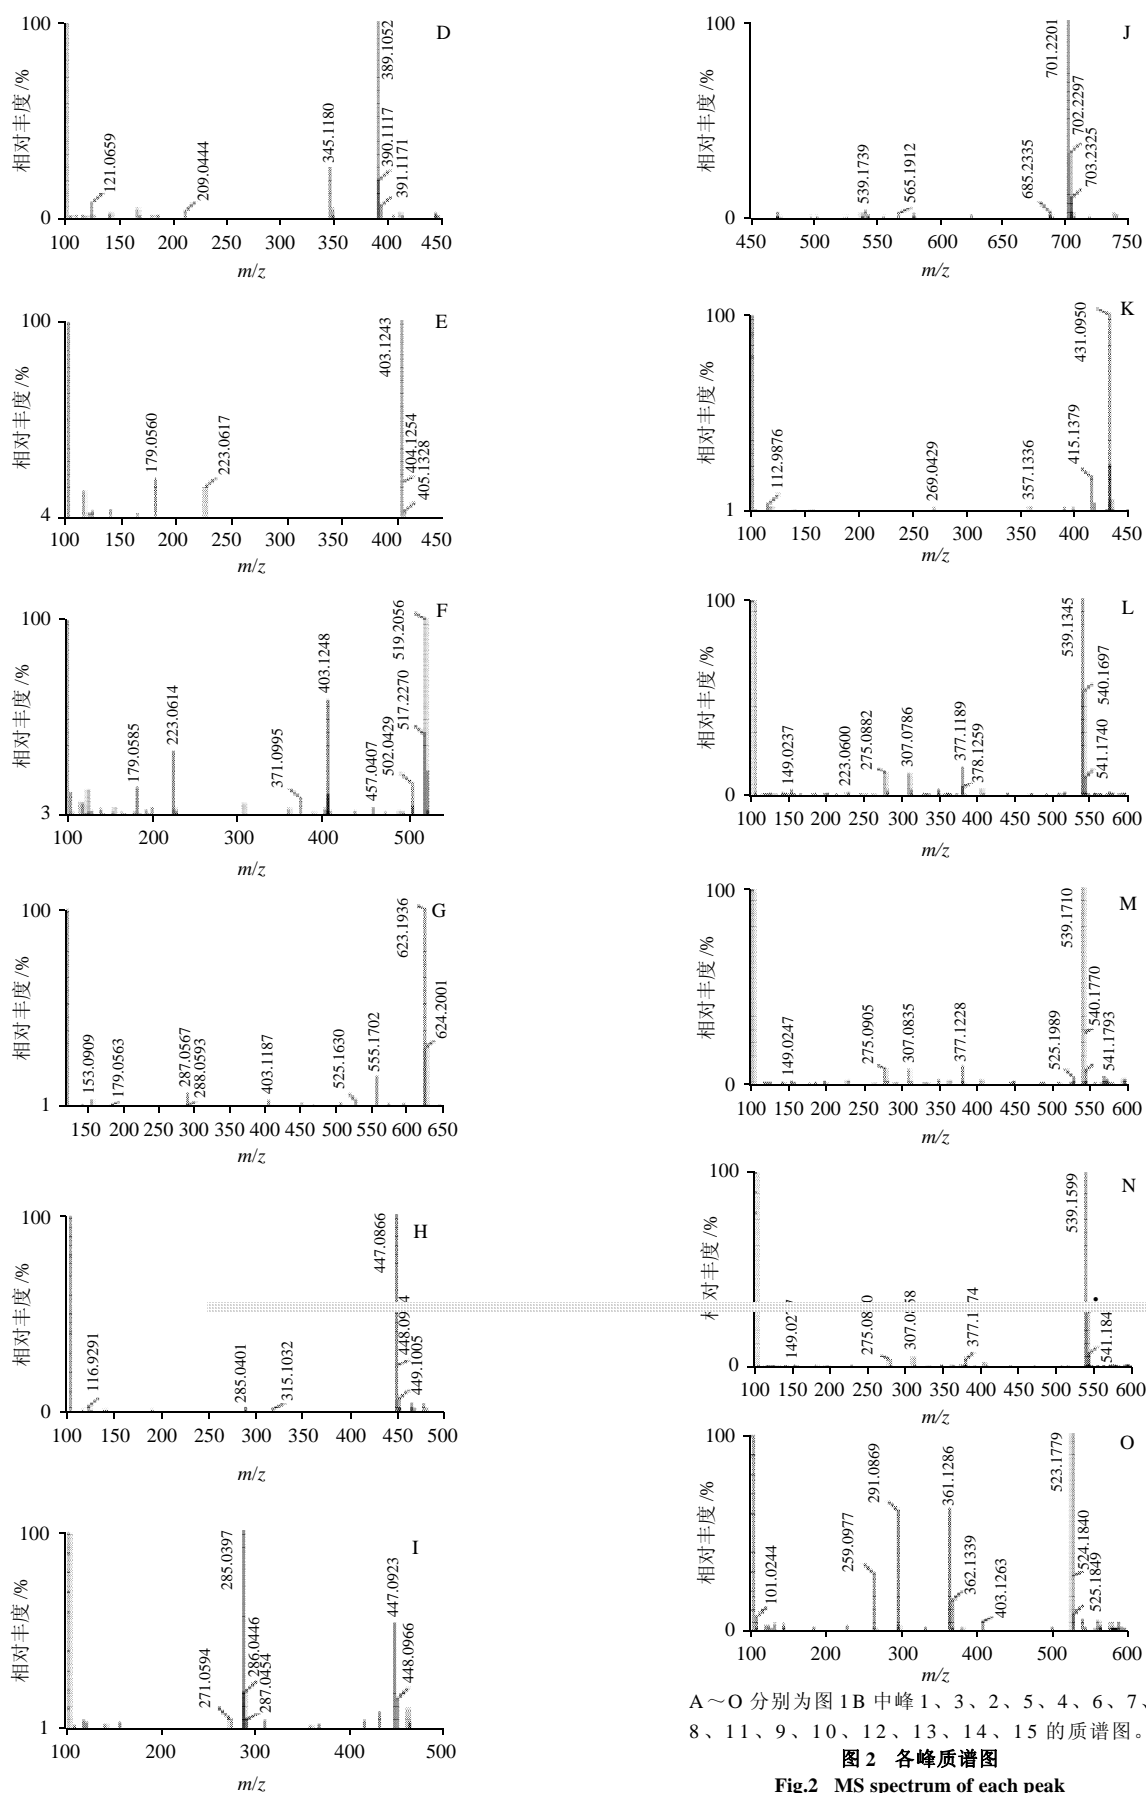 D
100
0
相对丰度/%
121.0659
209.0444
345.1180
389.1052
390.1117
391.1171
100 150 200 250 300 350 400 450
m/z
E
100
4
相对丰度/%
179.0560
223.0617
403.1243
404.1254
405.1328
100 150 200 250 300 350 400 450
m/z
F
100
3
相对丰度/%
179.0585
223.0614
371.0995
403.1248
457.0407
502.0429
517.2270
519.2056
100 200 300 400 500
m/z
G
100
1
相对丰度/%
153.0909
179.0563
287.0567
288.0593
403.1187
525.1630
555.1702
623.1936
624.2001
150 200 250 300 350 400 450 500 550 600 650
m/z
H
100
0
相对丰度/%
116.9291
285.0401
315.1032
447.0866
449.1005
100 150 200 250 300 350 400 450 500
m/z
I
100
1
相对丰度/%
271.0594
285.0397
286.0446
287.0454
447.0923
448.0966
100 200 300 400 500
m/z
J
100
0
相对丰度/%
539.1739
565.1912
685.2335
701.2201
702.2297
703.2325
450 500 550 600 650 700 750
m/z
K
100
1
相对丰度/%
112.9876
269.0429
357.1336
415.1379
431.0950
100 150 200 250 300 350 400 450
m/z
L
100
0
相对丰度/%
149.0237
223.0600
275.0882
307.0786
377.1189
378.1259
539.1345
540.1697
541.1740
100 150 200 250 300 350 400 450 500 550 600
m/z
M
100
0
相对丰度/%
149.0247
275.0905
307.0835
377.1228
525.1989
539.1710
540.1770
541.1793
100 150 200 250 300 350 400 450 500 550 600
m/z
N
100
0
相对丰度/%
539.1599
541.184
100 150 200 250 300 350 400 450 500 550 600
m/z
O
100
0
相对丰度/%
101.0244
259.0977
291.0869
361.1286
362.1339
403.1263
523.1779
524.1840
525.1849
100 200 300 400 500 600
m/z
A～O 分别为图1B 中峰 1、3、2、5、4、6、7、
8、11、9、10、12、13、14、15 的质谱图。
图 2 各峰质谱图
Fig.2 MS spectrum of each peak